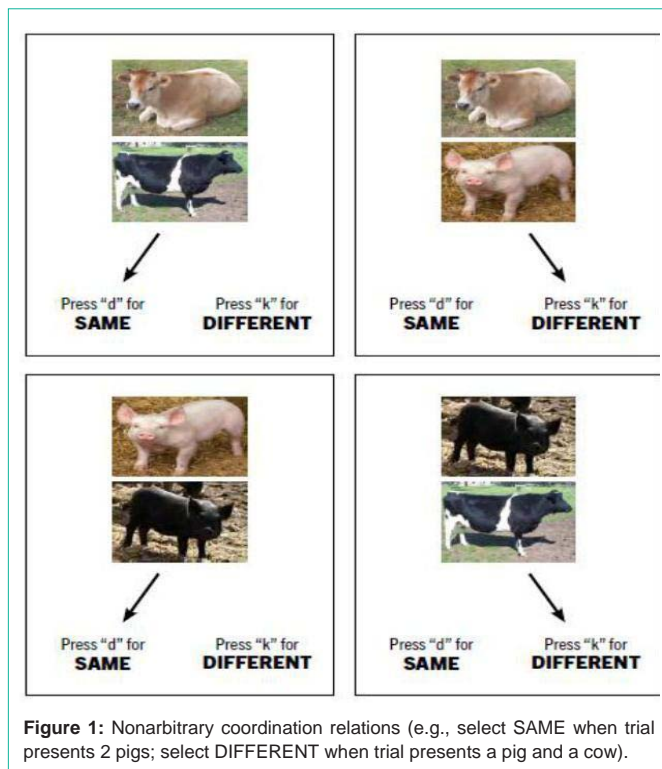 Press “d” for Press “k” for
SAME DIFFERENT
Press “d” for Press “k” for
SAME DIFFERENT
Press “d” for Press “k” for
SAME DIFFERENT
Press “d” for Press “k” for
SAME DIFFERENT
Figure 1: Nonarbitrary coordination relations (e.g., select SAME when trial
presents 2 pigs; select DIFFERENT when trial presents a pig and a cow).